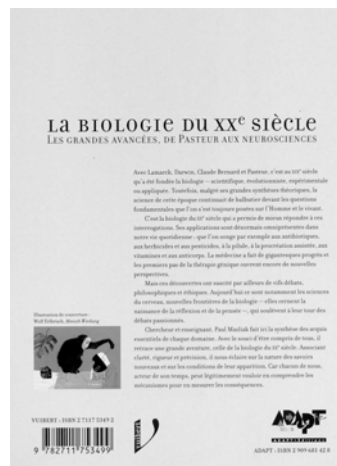 LA BIOLOGIE DU XXe SIÈCLE
LES GRANDES AVANCÉES, DE PASTEUR AUX NEUROSCIENCES
Avec Lamarck, Darwin, Claude Bernard et Pasteur, c'est au XIXe siècle
qu'a été fondée la biologie – scientifique, évolutionniste, expérimentale
ou appliquée. Toutefois, malgré ses grandes synthèses théoriques, la
science de cette époque continuait de balbutier devant les questions
fondamentales que l'on s'est toujours posées sur l'Homme et le vivant.
C'est la biologie du XXe siècle qui a permis de mieux répondre à ces
interrogations. Ses applications sont désormais omniprésentes dans
notre vie quotidienne : que l'on songe par exemple aux antibiotiques,
aux herbicides et aux pesticides, à la pilule, à la procréation assistée, aux
vitamines et aux anticorps. La médecine a fait de gigantesques progrès et
les premiers pas de la thérapie génique ouvrent encore de nouvelles
perspectives.
Mais ces découvertes ont suscité par ailleurs de vifs débats,
philosophiques et éthiques. Aujourd'hui ce sont notamment les sciences
du cerveau, nouvelles frontières de la biologie – elles cernent la
naissance de la réflexion et de la pensée –, qui soulèvent à leur tour des
débats passionnés.
Chercheur et enseignant, Paul Mazliak fait ici la synthèse des acquis
essentiels de chaque domaine. Avec le souci d'être compris de tous, il
retrace une grande aventure, celle de la biologie du XXe siècle. Associant
clarté, rigueur et précision, il nous éclaire sur la nature des savoirs
nouveaux et sur les conditions de leur apparition. Car chacun de nous,
acteur de son temps, peut légitimement vouloir en comprendre les
mécanismes pour en mesurer les conséquences.
Illustration de couverture :
Wolf Erlbruch, Mensch Werdung
VUIBERT : ISBN 2 7117 5349 2
9 782711 753499
Vuibert
ADAPT
adapt éditions
ADAPT : ISBN 2 909 680 42 8